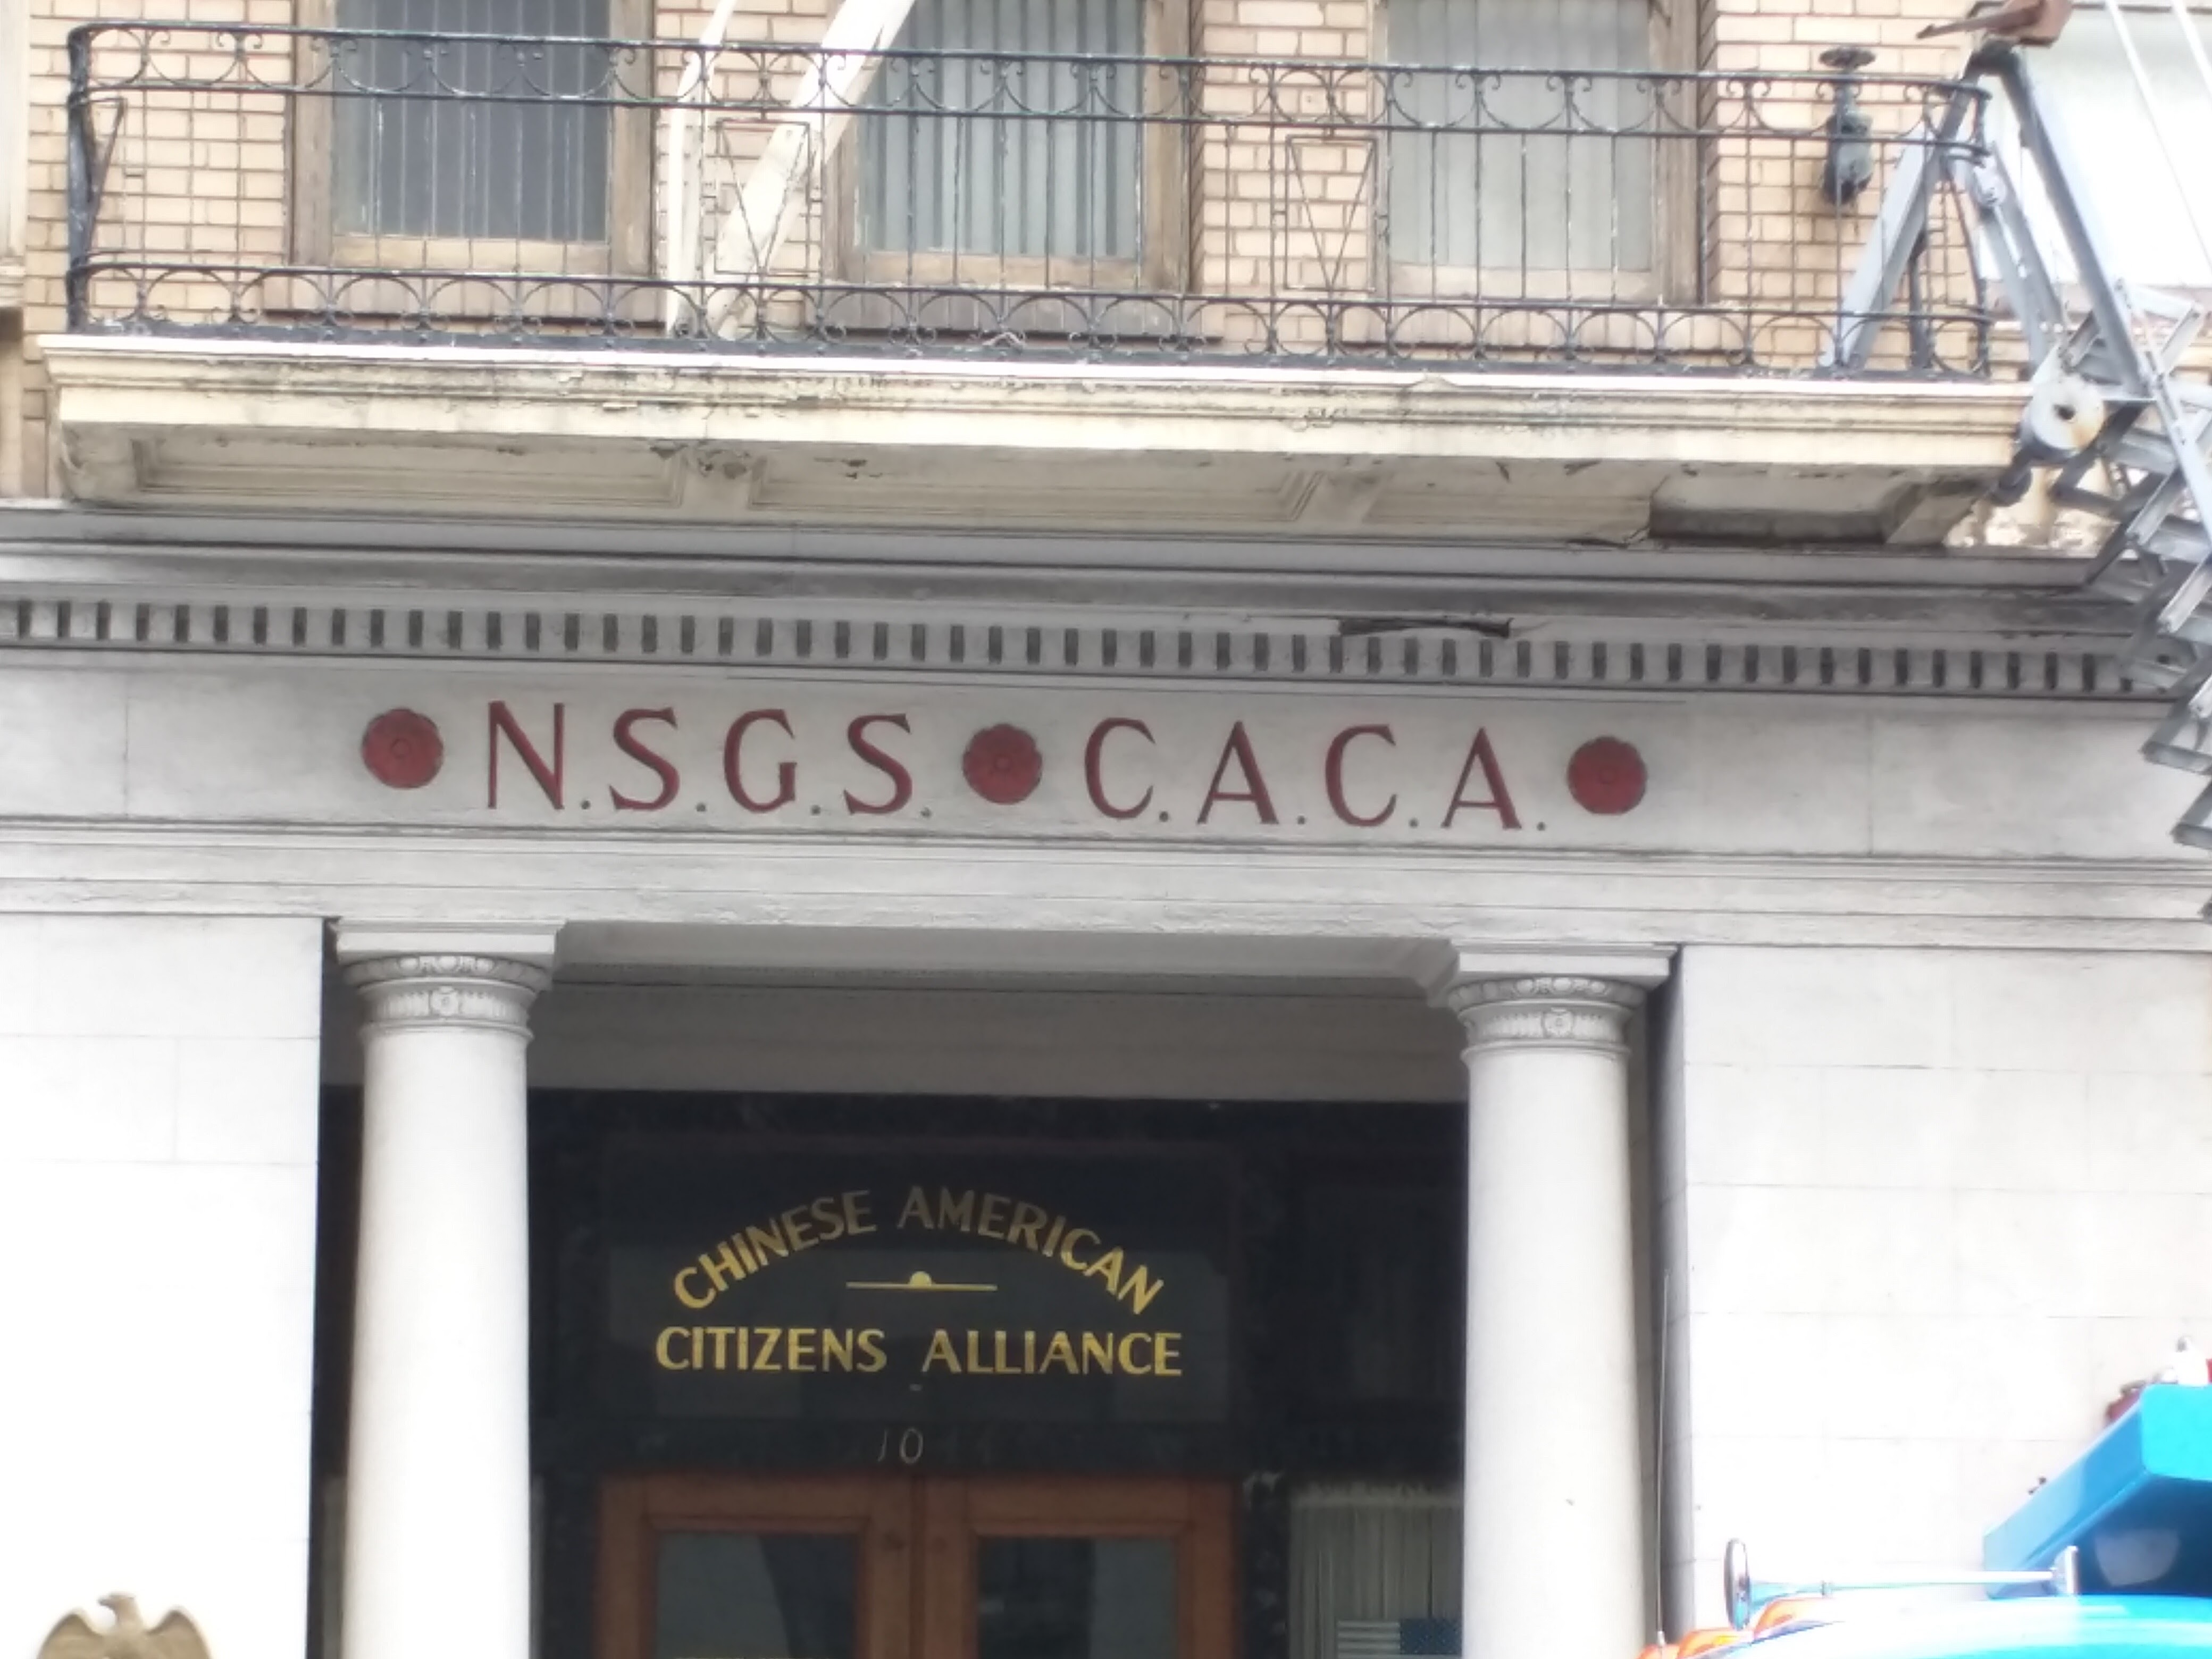 N.S.G.S. C.A.C.A.
CHINESE AMERICAN
CITIZENS ALLIANCE